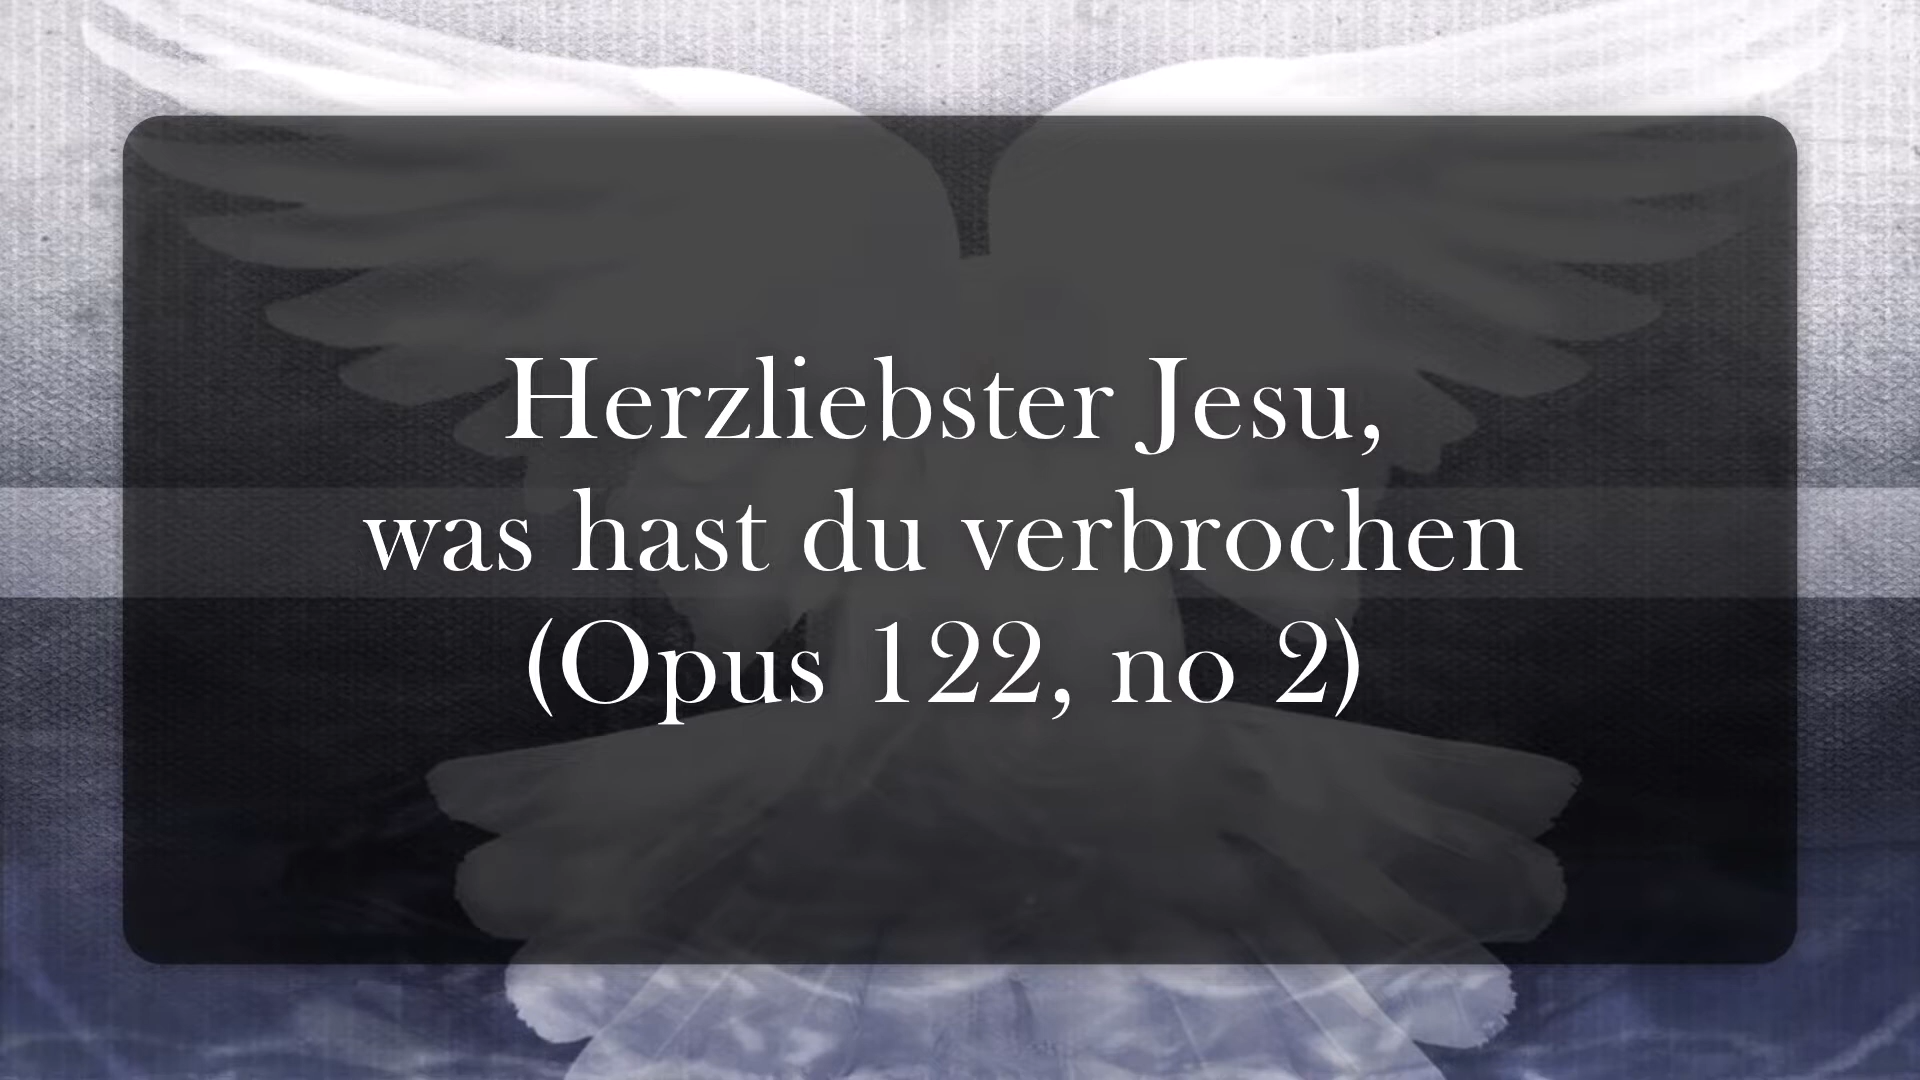 Herzliebster Jesu,
was hast du verbrochen
(Opus 122, no 2)